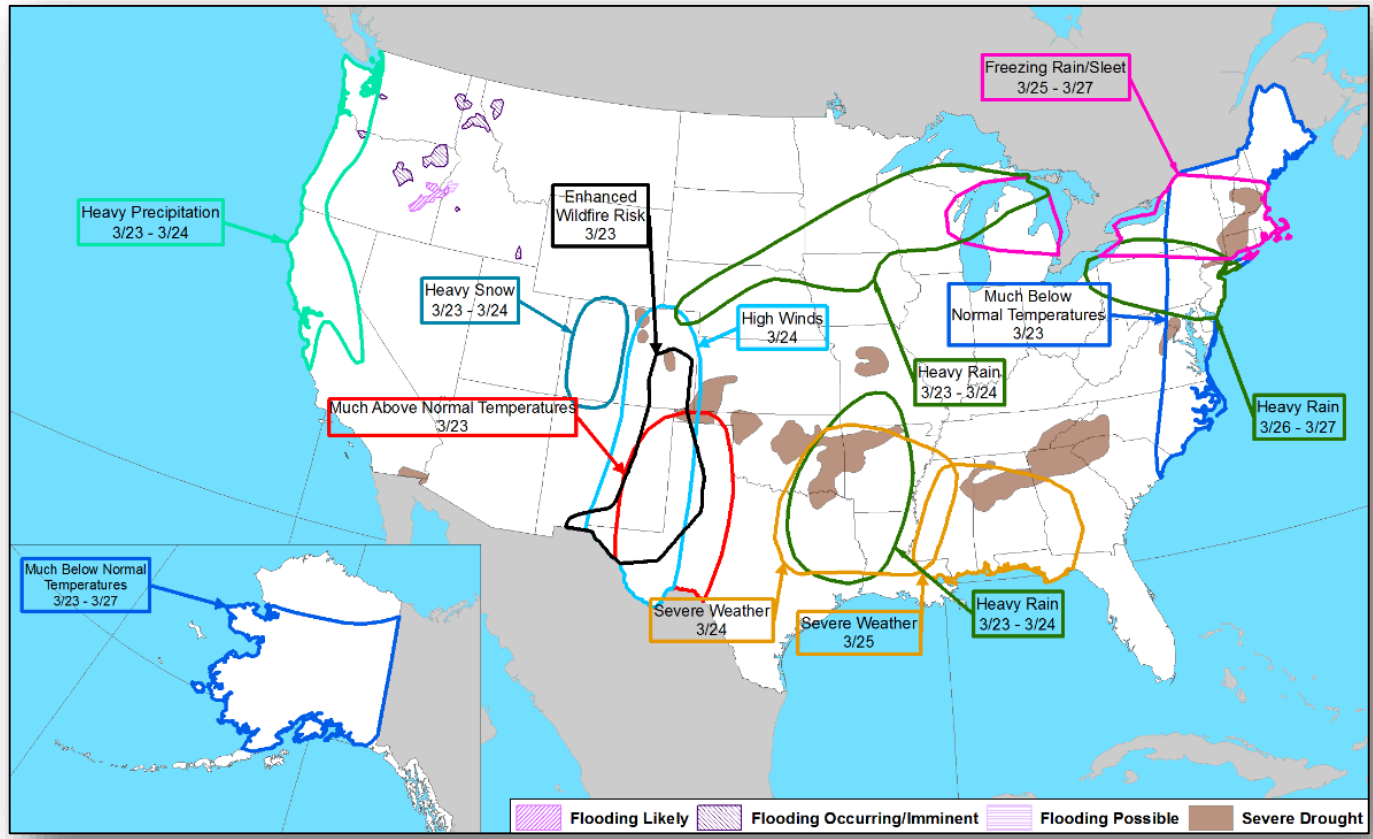 Freezing Rain/Sleet
3/25 - 3/27
Enhanced
Wildfire Risk
3/23
Heavy Precipitation
3/23 - 3/24
Heavy Snow
3/23 - 3/24
High Winds
3/24
Much Below
Normal Temperatures
3/23
Heavy Rain
3/23 - 3/24
Much Above Normal Temperatures
3/23
Heavy Rain
3/26 - 3/27
Much Below Normal
Temperatures
3/23 - 3/27
Severe Weather
3/24
Severe Weather
3/25
Heavy Rain
3/23 - 3/24
Flooding Likely
Flooding Occurring/Imminent
Flooding Possible
Severe Drought